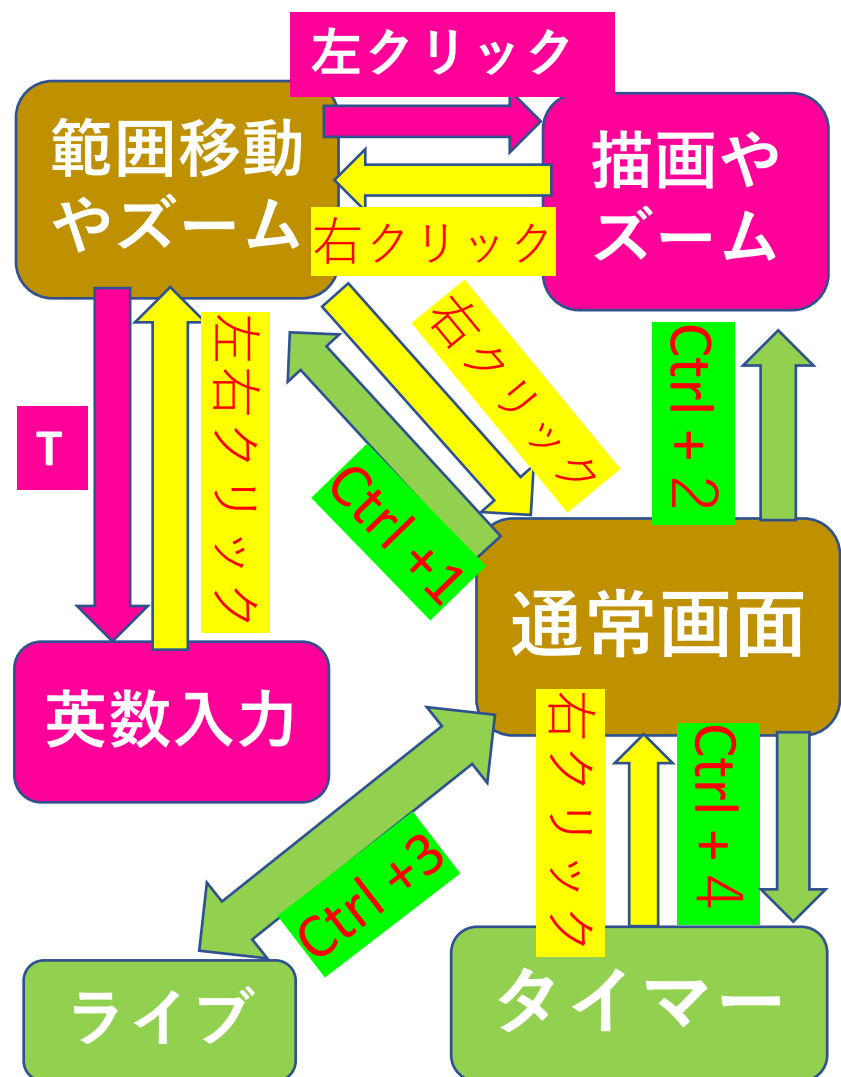 左クリック
範囲移動
やズーム
描画や
ズーム
右クリック
右クリック
左右クリック
Ctrl＋2
T
Ctrl +1
通常画面
英数入力
右クリック
Ctrl＋4
Ctrl +3
ライブ
タイマー